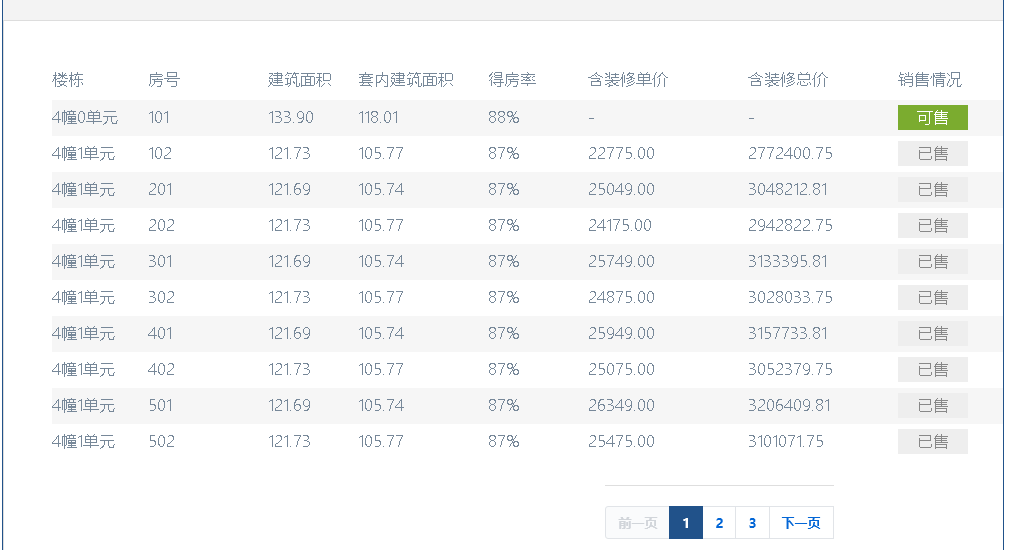 楼栋 房号 建筑面积 套内建筑面积 得房率 含装修单价 含装修总价 销售情况
4幢0单元 101 133.90 118.01 88% - - 可售
4幢1单元 102 121.73 105.77 87% 22775.00 2772400.75 已售
4幢1单元 201 121.69 105.74 87% 25049.00 3048212.81 已售
4幢1单元 202 121.73 105.77 87% 24175.00 2942822.75 已售
4幢1单元 301 121.69 105.74 87% 25749.00 3133395.81 已售
4幢1单元 302 121.73 105.77 87% 24875.00 3028033.75 已售
4幢1单元 401 121.69 105.74 87% 25949.00 3157733.81 已售
4幢1单元 402 121.73 105.77 87% 25075.00 3052379.75 已售
4幢1单元 501 121.69 105.74 87% 26349.00 3206409.81 已售
4幢1单元 502 121.73 105.77 87% 25475.00 3101071.75 已售
前一页 1 2 3 下一页